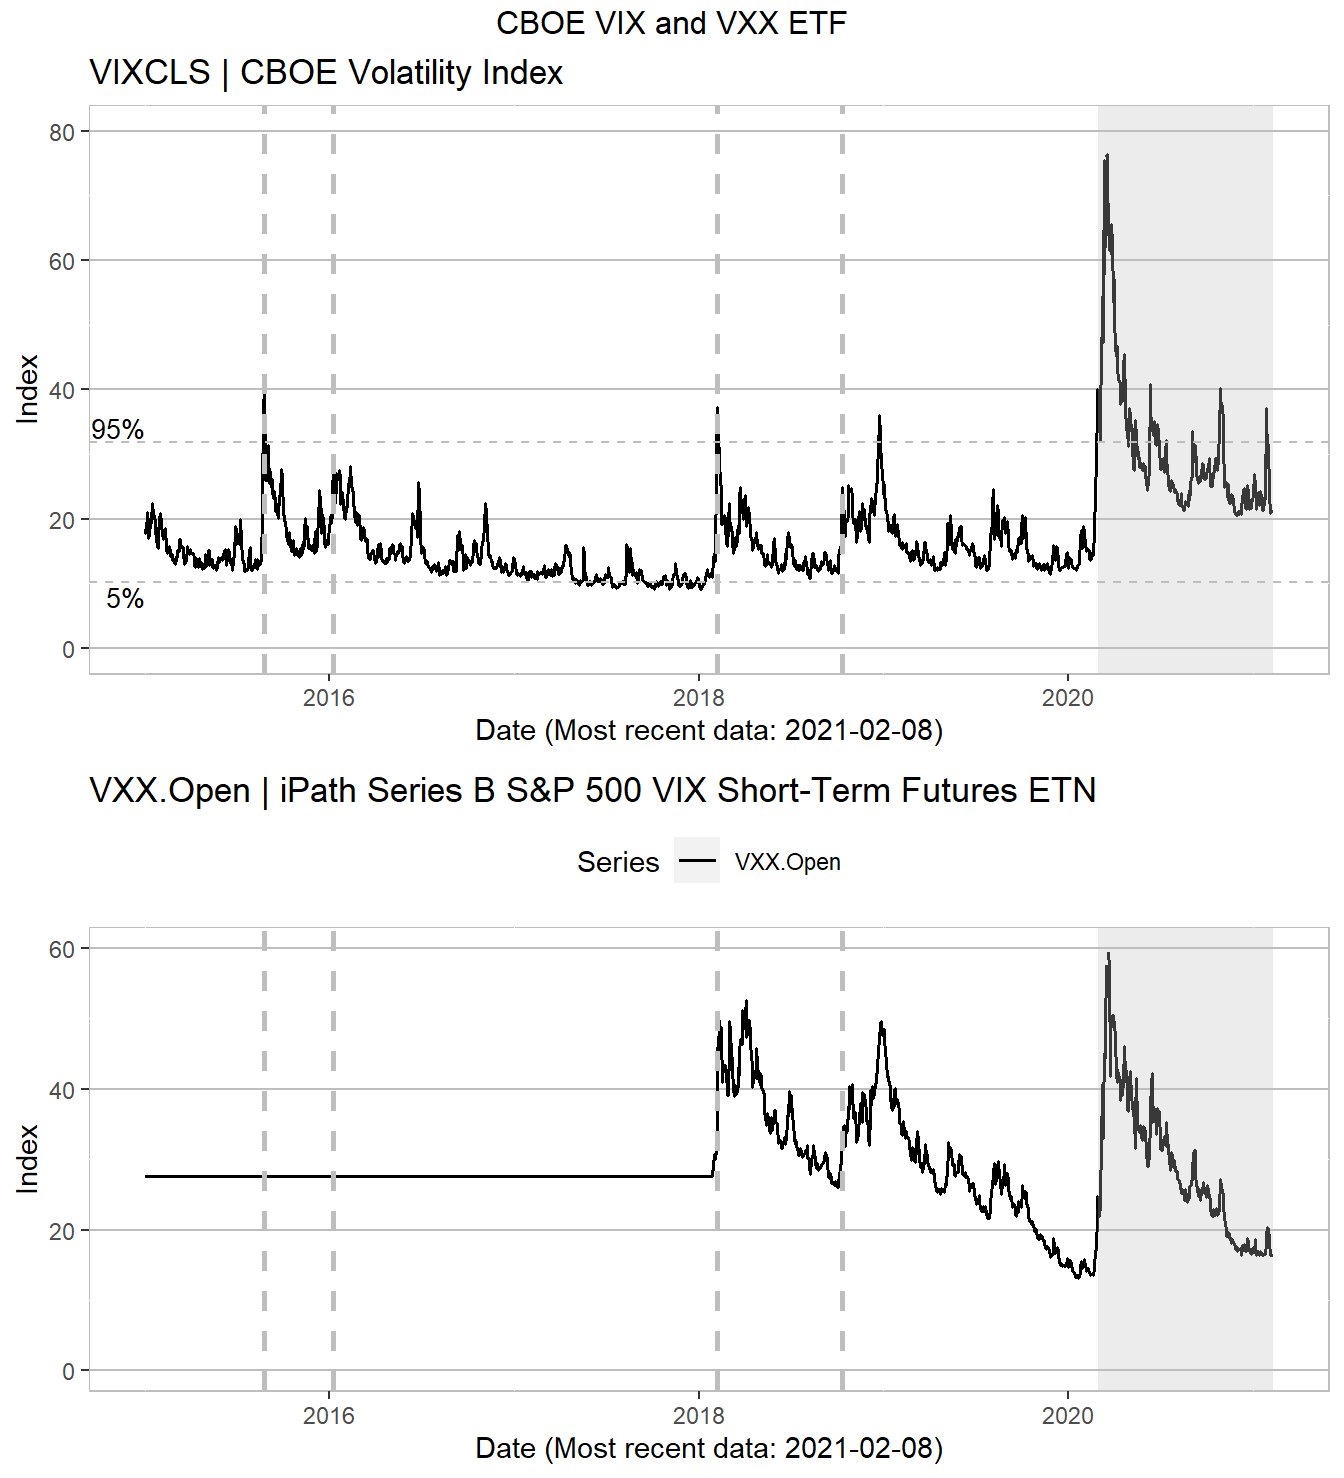 CBOE VIX and VXX ETF
VIXCLS | CBOE Volatility Index
80
60
40
20
0
Index
95%
5%
2016
2018
2020
Date (Most recent data: 2021-02-08)
VXX.Open | iPath Series B S&P 500 VIX Short-Term Futures ETN
Series VXX.Open
60
40
20
0
Index
2016
2018
2020
Date (Most recent data: 2021-02-08)